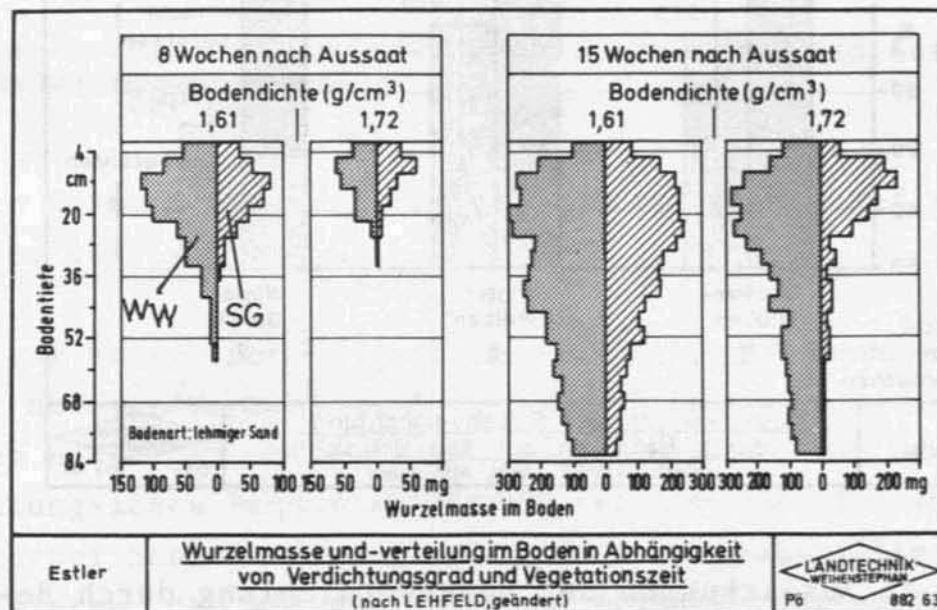 8 Wochen nach Aussaat
15 Wochen nach Aussaat
Bodendichte (g/cm³)
Bodendichte (g/cm³)
1,61
1,72
1,61
1,72
4
cm
20
36
52
68
84
Bodentiefe
WW
SG
Bodenart: lehmiger Sand
150 100 50 0 100
100 50 0 50 mg
300 200 100 0 100 200 300
300 200 100 0 100 200 mg
Wurzelmasse im Boden
Estler
Wurzelmasse und -verteilung im Boden in Abhängigkeit
von Verdichtungsgrad und Vegetationszeit
(nach LEHFELD, geändert)
LANDTECHNIK
WEIHENSTEPHAN
Pö 882 63